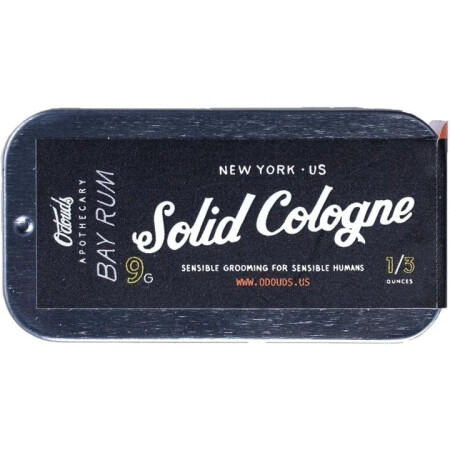 Odouds
APOTHECARY
BAY RUM
9G
NEW YORK · US
Solid Cologne
SENSIBLE GROOMING FOR SENSIBLE HUMANS
WWW.ODOUDS.US
1/3
OUNCES